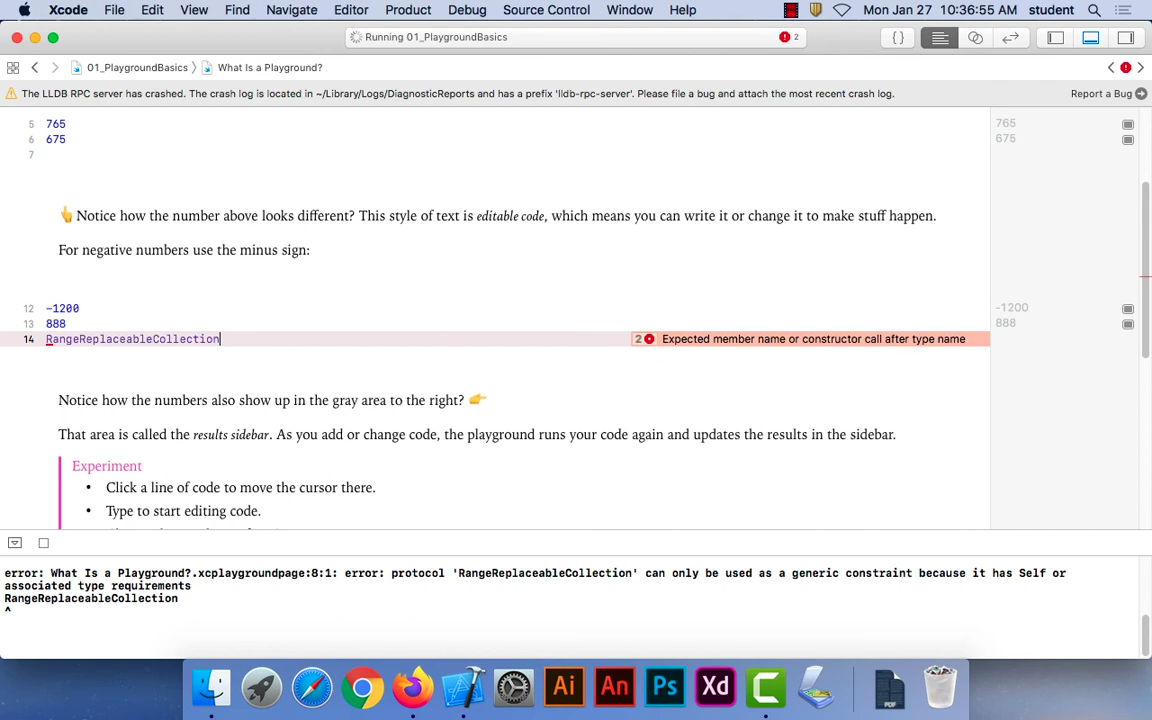 Xcode File Edit View Find Navigate Editor Product Debug Source Control Window Help Mon Jan 27 10:36:55 AM student
Running 01_PlaygroundBasics 2 { }
01_PlaygroundBasics What Is a Playground?
The LLDB RPC server has crashed. The crash log is located in ~/Library/Logs/DiagnosticReports and has a prefix 'lldb-rpc-server'. Please file a bug and attach the most recent crash log. Report a Bug
5 765 765
6 675 675
7
👆Notice how the number above looks different? This style of text is editable code, which means you can write it or change it to make stuff happen.
For negative numbers use the minus sign:
12 -1200 -1200
13 888 888
14 RangeReplaceableCollection 2 Expected member name or constructor call after type name
Notice how the numbers also show up in the gray area to the right? 👉
That area is called the results sidebar. As you add or change code, the playground runs your code again and updates the results in the sidebar.
Experiment
• Click a line of code to move the cursor there.
• Type to start editing code.
error: What Is a Playground?.xcplaygroundpage:8:1: error: protocol 'RangeReplaceableCollection' can only be used as a generic constraint because it has Self or
associated type requirements
RangeReplaceableCollection
^
Ai An Ps Xd C PDF